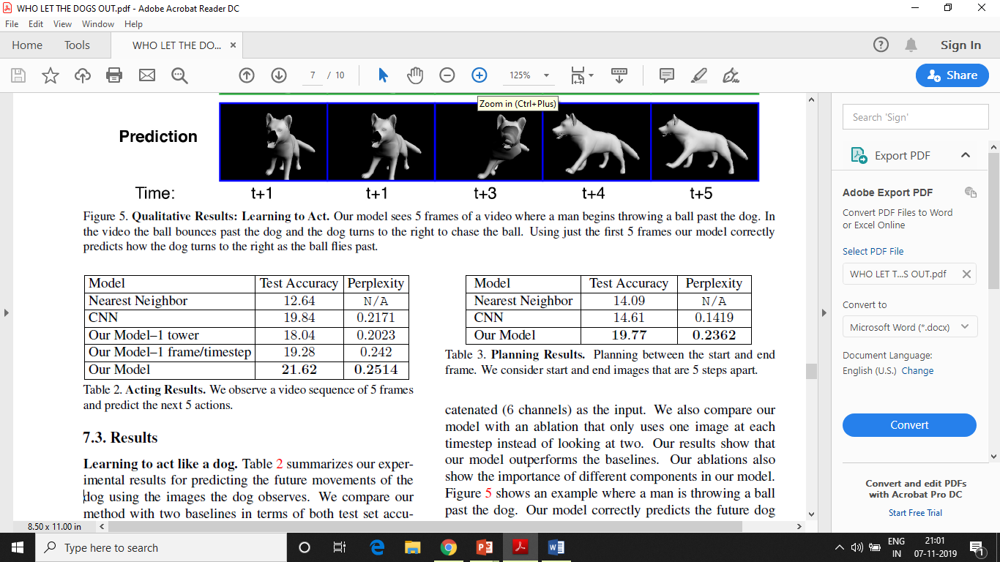 WHO LET THE DOGS OUT.pdf - Adobe Acrobat Reader DC
File Edit View Window Help
Home Tools WHO LET THE DO... × ? Sign In
7 / 10 125% Share
Zoom in (Ctrl+Plus)
Prediction
Time: t+1 t+1 t+3 t+4 t+5
Figure 5. Qualitative Results: Learning to Act. Our model sees 5 frames of a video where a man begins throwing a ball past the dog. In
the video the ball bounces past the dog and the dog turns to the right to chase the ball. Using just the first 5 frames our model correctly
predicts how the dog turns to the right as the ball flies past.
Model Test Accuracy Perplexity
Nearest Neighbor 12.64 N/A
CNN 19.84 0.2171
Our Model–1 tower 18.04 0.2023
Our Model–1 frame/timestep 19.28 0.242
Our Model 21.62 0.2514
Table 2. Acting Results. We observe a video sequence of 5 frames
and predict the next 5 actions.
7.3. Results
Learning to act like a dog. Table 2 summarizes our exper-
imental results for predicting the future movements of the
dog using the images the dog observes. We compare our
method with two baselines in terms of both test set accu-
Model Test Accuracy Perplexity
Nearest Neighbor 14.09 N/A
CNN 14.61 0.1419
Our Model 19.77 0.2362
Table 3. Planning Results. Planning between the start and end
frame. We consider start and end images that are 5 steps apart.
catenated (6 channels) as the input. We also compare our
model with an ablation that only uses one image at each
timestep instead of looking at two. Our results show that
our model outperforms the baselines. Our ablations also
show the importance of different components in our model.
Figure 5 shows an example where a man is throwing a ball
past the dog. Our model correctly predicts the future dog
8.50 x 11.00 in
Search 'Sign'
Export PDF
Adobe Export PDF
Convert PDF Files to Word
or Excel Online
Select PDF File
WHO LET T...S OUT.pdf
Convert to
Microsoft Word (*.docx)
Document Language:
English (U.S.) Change
Convert
Convert and edit PDFs
with Acrobat Pro DC
Start Free Trial
Type here to search
ENG
IN
21:01
07-11-2019
1